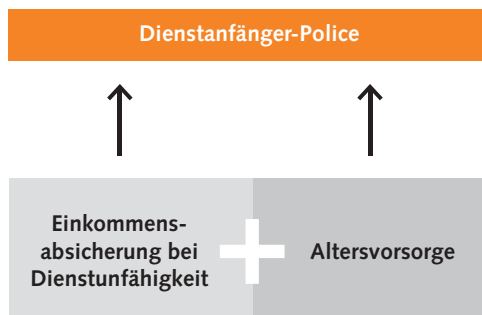 Dienstanfänger-Police
Einkommens-
absicherung bei
Dienstunfähigkeit
Altersvorsorge